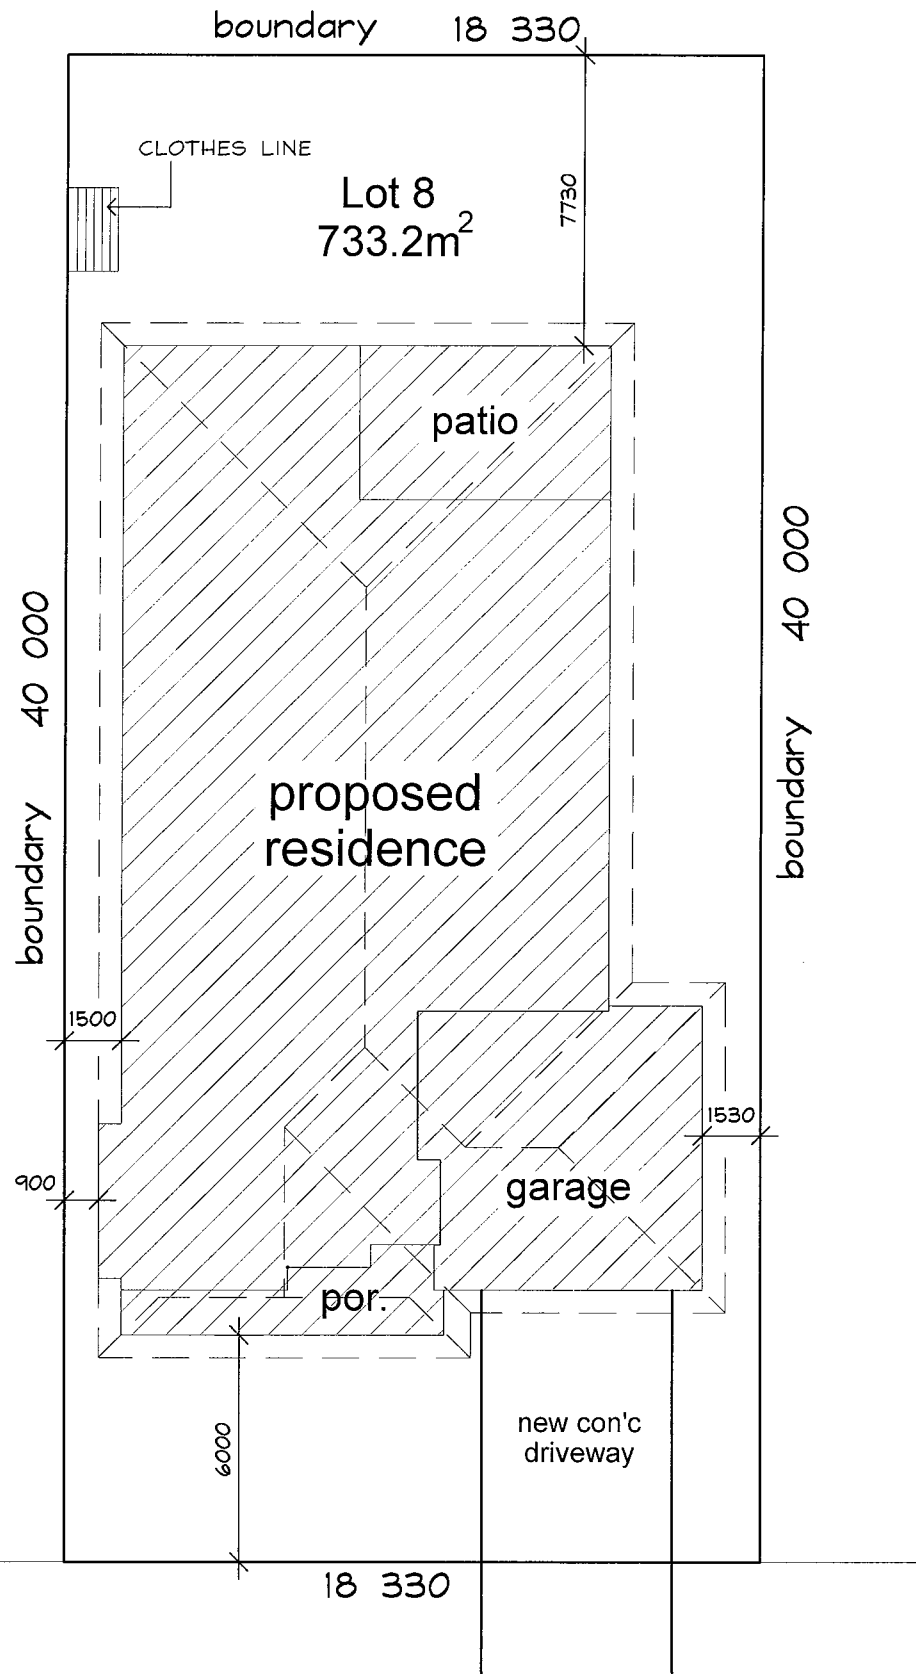 boundary 18 330
CLOTHES LINE
7730
Lot 8
733.2m²
patio
boundary 40 000
boundary 40 000
proposed
residence
1500
1530
900
garage
por.
6000
new con'c
driveway
18 330